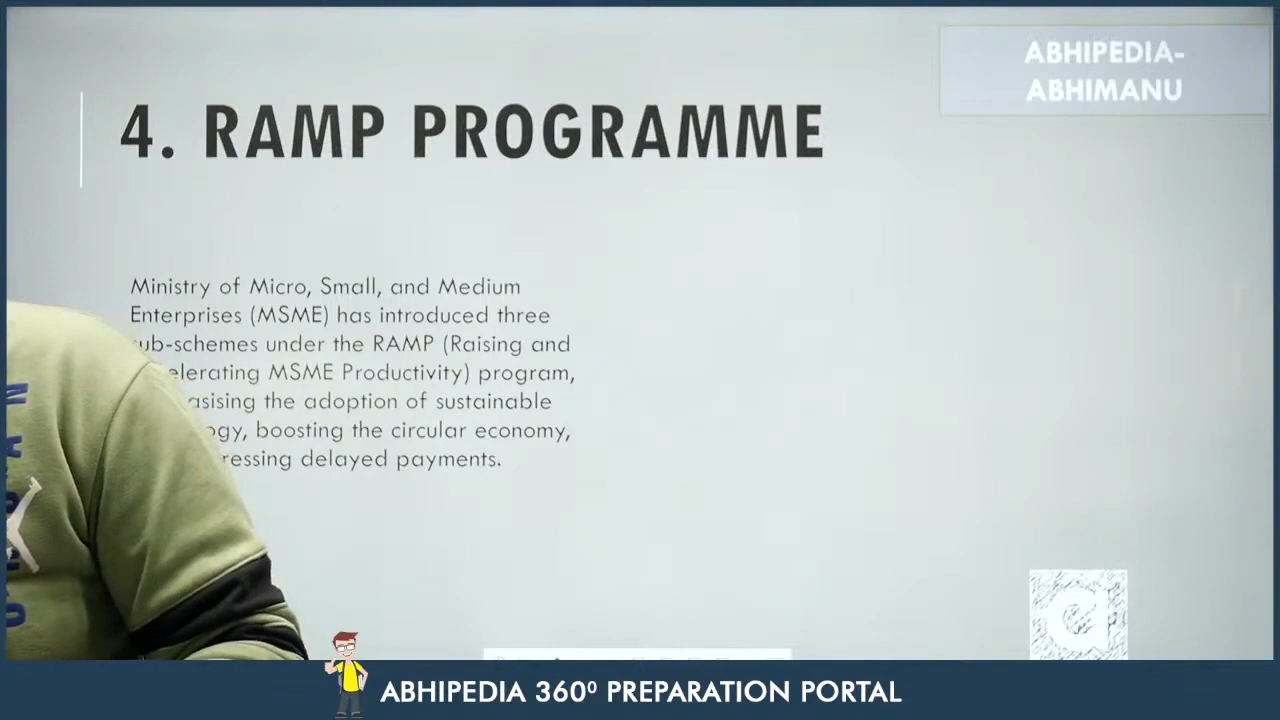 ABHIPEDIA-
ABHIMANU
4. RAMP PROGRAMME
Ministry of Micro, Small, and Medium
Enterprises (MSME) has introduced three
ub-schemes under the RAMP (Raising and
elerating MSME Productivity) program,
asising the adoption of sustainable
ogy, boosting the circular economy,
ressing delayed payments.
ABHIPEDIA 360⁰ PREPARATION PORTAL